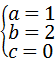 a = 1
b = 2
c = 0